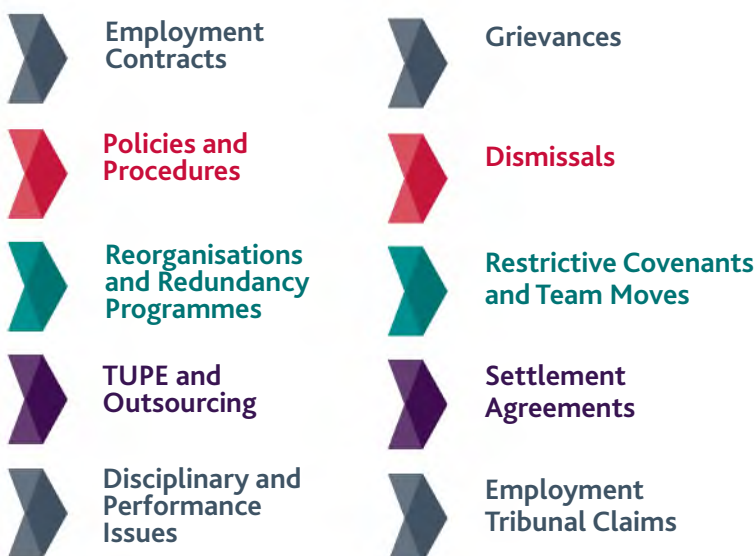 Employment
Contracts
Policies and
Procedures
Reorganisations
and Redundancy
Programmes
TUPE and
Outsourcing
Disciplinary and
Performance
Issues
Grievances
Dismissals
Restrictive Covenants
and Team Moves
Settlement
Agreements
Employment
Tribunal Claims